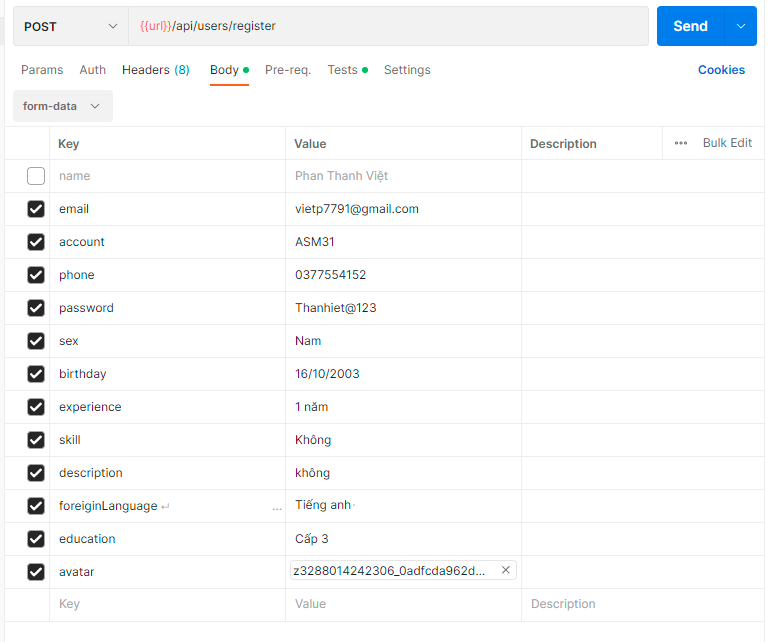 POST {{url}}/api/users/register Send
Params Auth Headers (8) Body Pre-req. Tests Settings Cookies
form-data
Key Value Description ••• Bulk Edit
name Phan Thanh Việt
email vietp7791@gmail.com
account ASM31
phone 0377554152
password Thanhiet@123
sex Nam
birthday 16/10/2003
experience 1 năm
skill Không
description không
foreiginLanguage ↵ ... Tiếng anh·
education Cấp 3
avatar z3288014242306_0adfcda962d...
Key Value Description